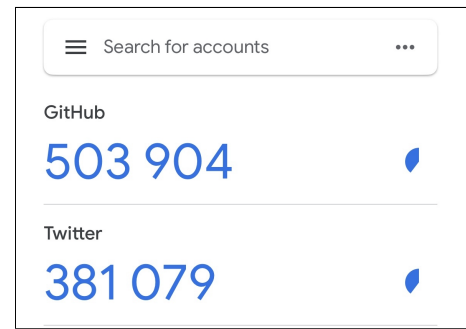 Search for accounts
GitHub
503 904
Twitter
381 079